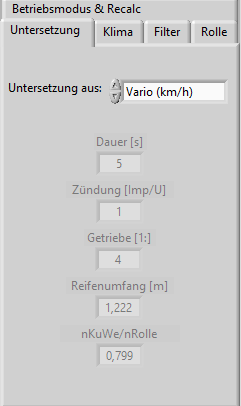 Betriebsmodus & Recalc
Untersetzung Klima Filter Rolle
Untersetzung aus: Vario (km/h)
Dauer [s]
5
Zündung [Imp/U]
1
Getriebe [1:]
4
Reifenumfang [m]
1,222
nKuWe/nRolle
0,799